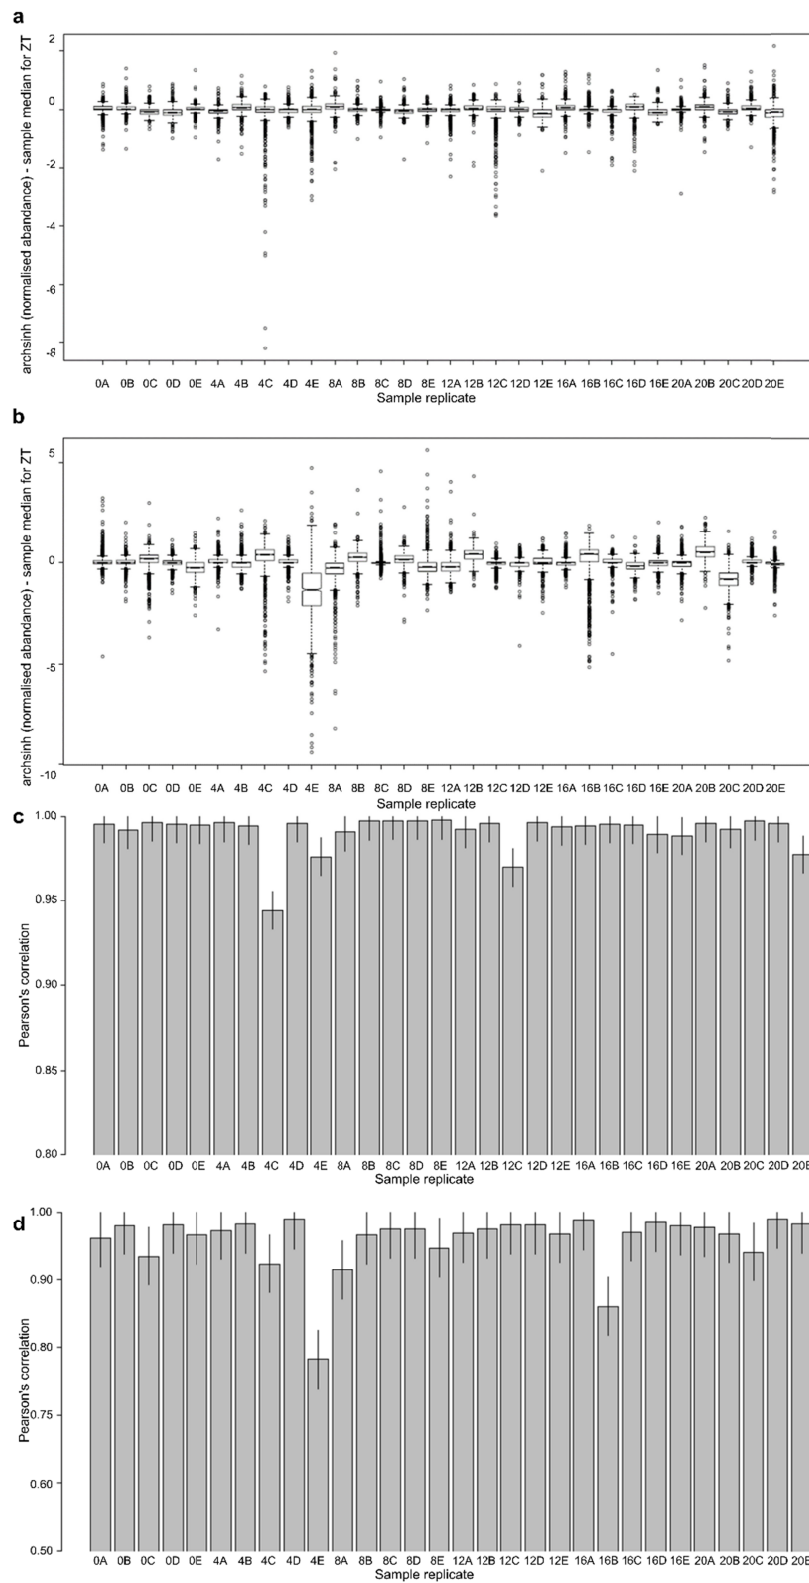 a
archsinh (normalised abandance) - sample median for ZT
2
0
-2
-4
-6
-8
0A 0B 0C 0D 0E 4A 4B 4C 4D 4E 8A 8B 8C 8D 8E 12A 12B 12C 12D 12E 16A 16B 16C 16D 16E 20A 20B 20C 20D 20E
Sample replicate
b
archsinh (normalised abandance) - sample median for ZT
5
0
-5
-10
0A 0B 0C 0D 0E 4A 4B 4C 4D 4E 8A 8B 8C 8D 8E 12A 12B 12C 12D 12E 16A 16B 16C 16D 16E 20A 20B 20C 20D 20E
Sample replicate
c
Pearson's correlation
1.00
0.95
0.90
0.85
0.80
0A 0B 0C 0D 0E 4A 4B 4C 4D 4E 8A 8B 8C 8D 8E 12A 12B 12C 12D 12E 16A 16B 16C 16D 16E 20A 20B 20C 20D 20E
Sample replicate
d
Pearson's correlation
1.00
0.90
0.80
0.75
0.60
0.50
0A 0B 0C 0D 0E 4A 4B 4C 4D 4E 8A 8B 8C 8D 8E 12A 12B 12C 12D 12E 16A 16B 16C 16D 16E 20A 20B 20C 20D 20E
Sample replicate